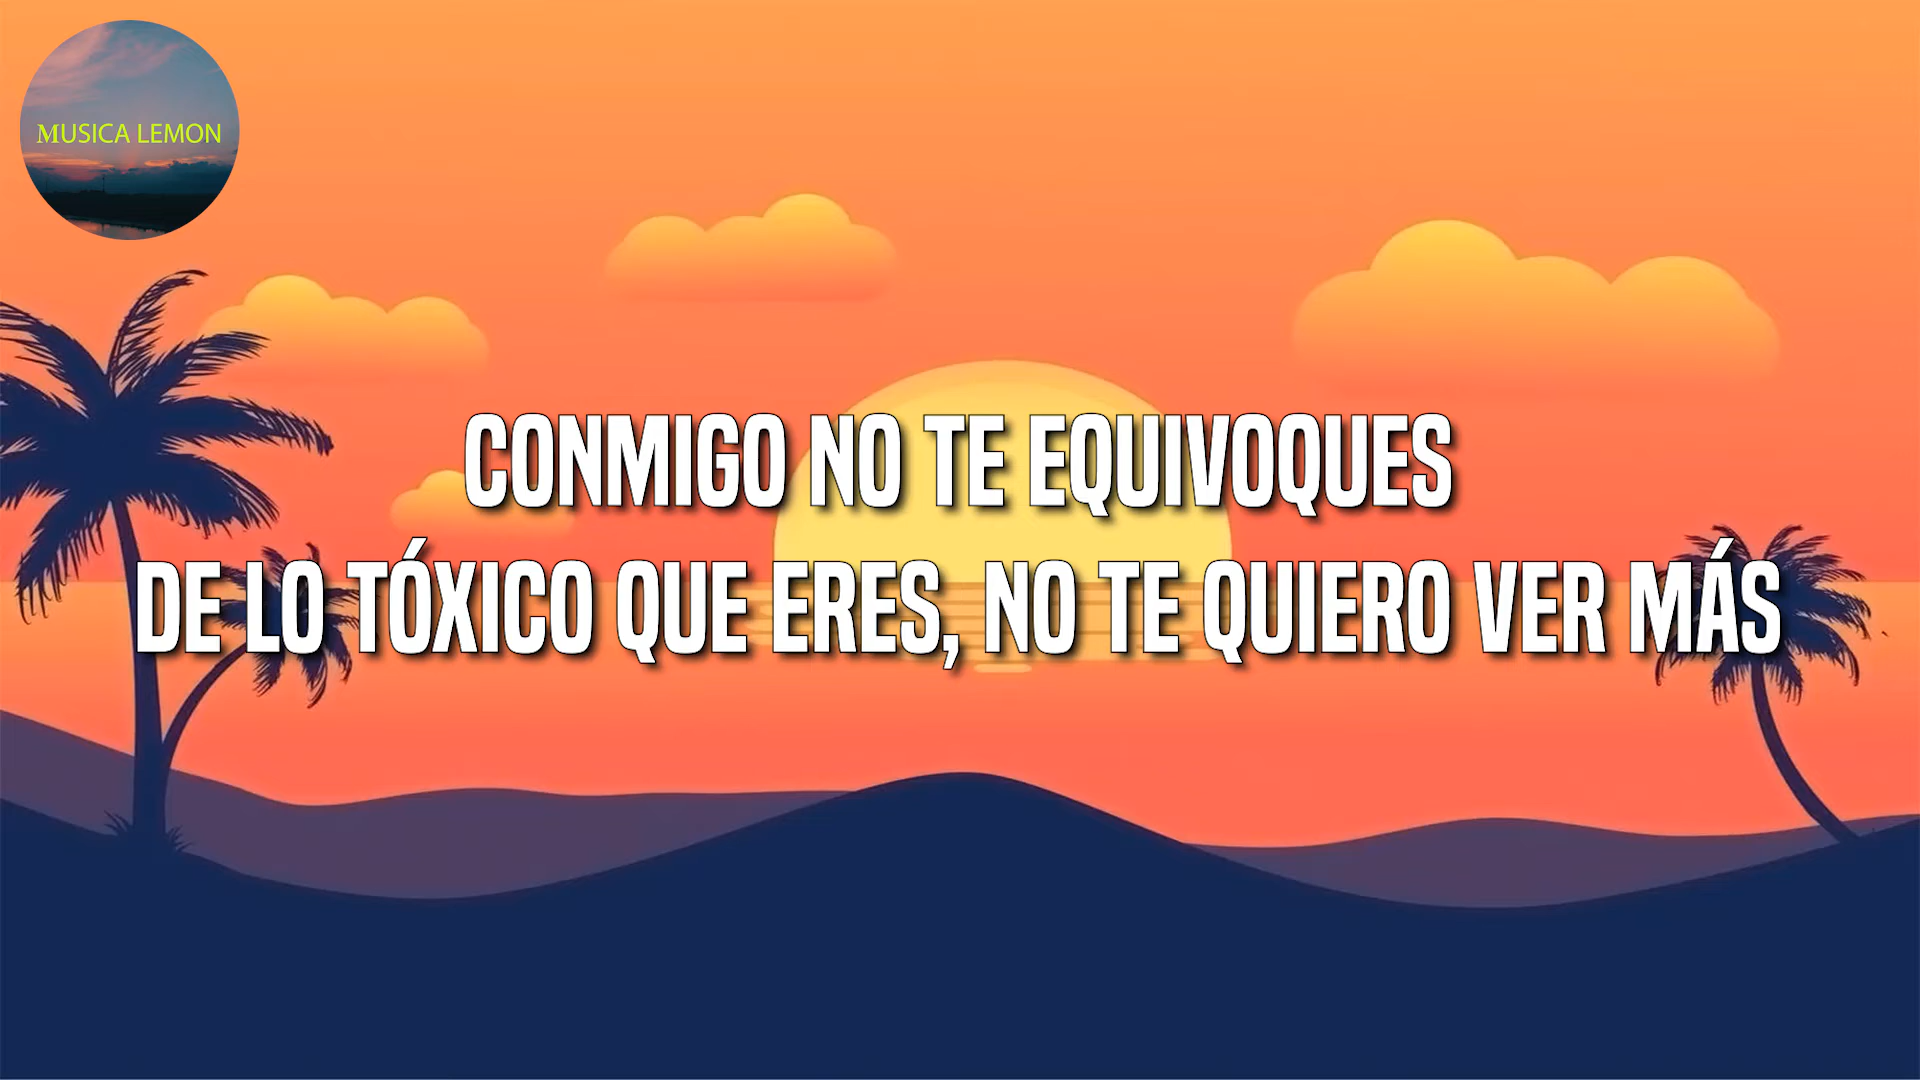 MUSICA LEMON
CONMIGO NO TE EQUIVOQUES
DE LO TÓXICO QUE ERES, NO TE QUIERO VER MÁS